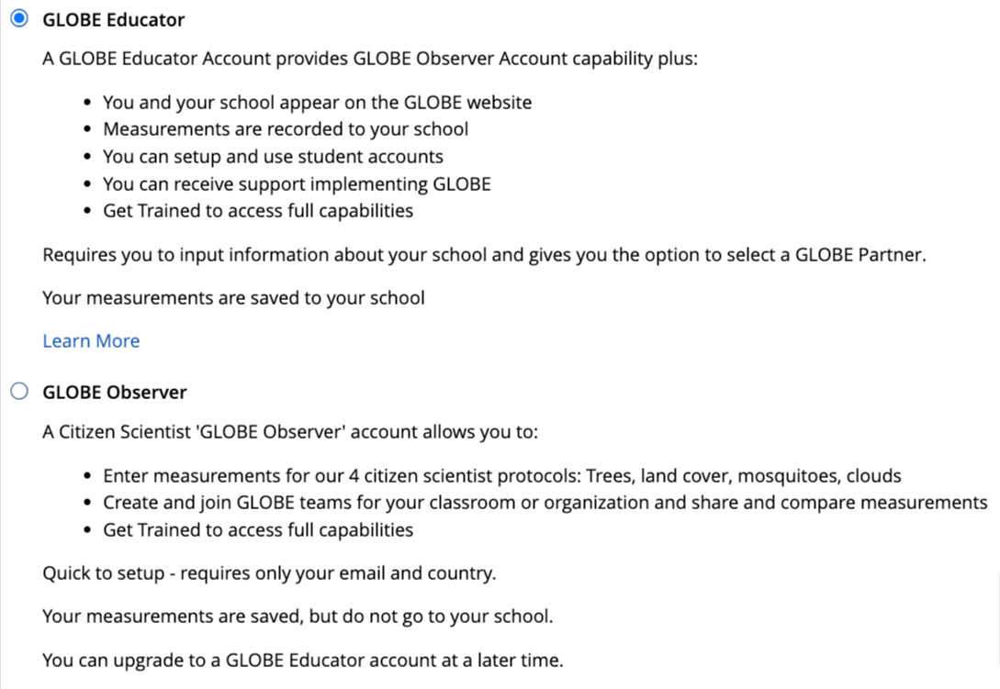 GLOBE Educator
A GLOBE Educator Account provides GLOBE Observer Account capability plus:
• You and your school appear on the GLOBE website
• Measurements are recorded to your school
• You can setup and use student accounts
• You can receive support implementing GLOBE
• Get Trained to access full capabilities
Requires you to input information about your school and gives you the option to select a GLOBE Partner.
Your measurements are saved to your school
Learn More
GLOBE Observer
A Citizen Scientist 'GLOBE Observer' account allows you to:
• Enter measurements for our 4 citizen scientist protocols: Trees, land cover, mosquitoes, clouds
• Create and join GLOBE teams for your classroom or organization and share and compare measurements
• Get Trained to access full capabilities
Quick to setup - requires only your email and country.
Your measurements are saved, but do not go to your school.
You can upgrade to a GLOBE Educator account at a later time.